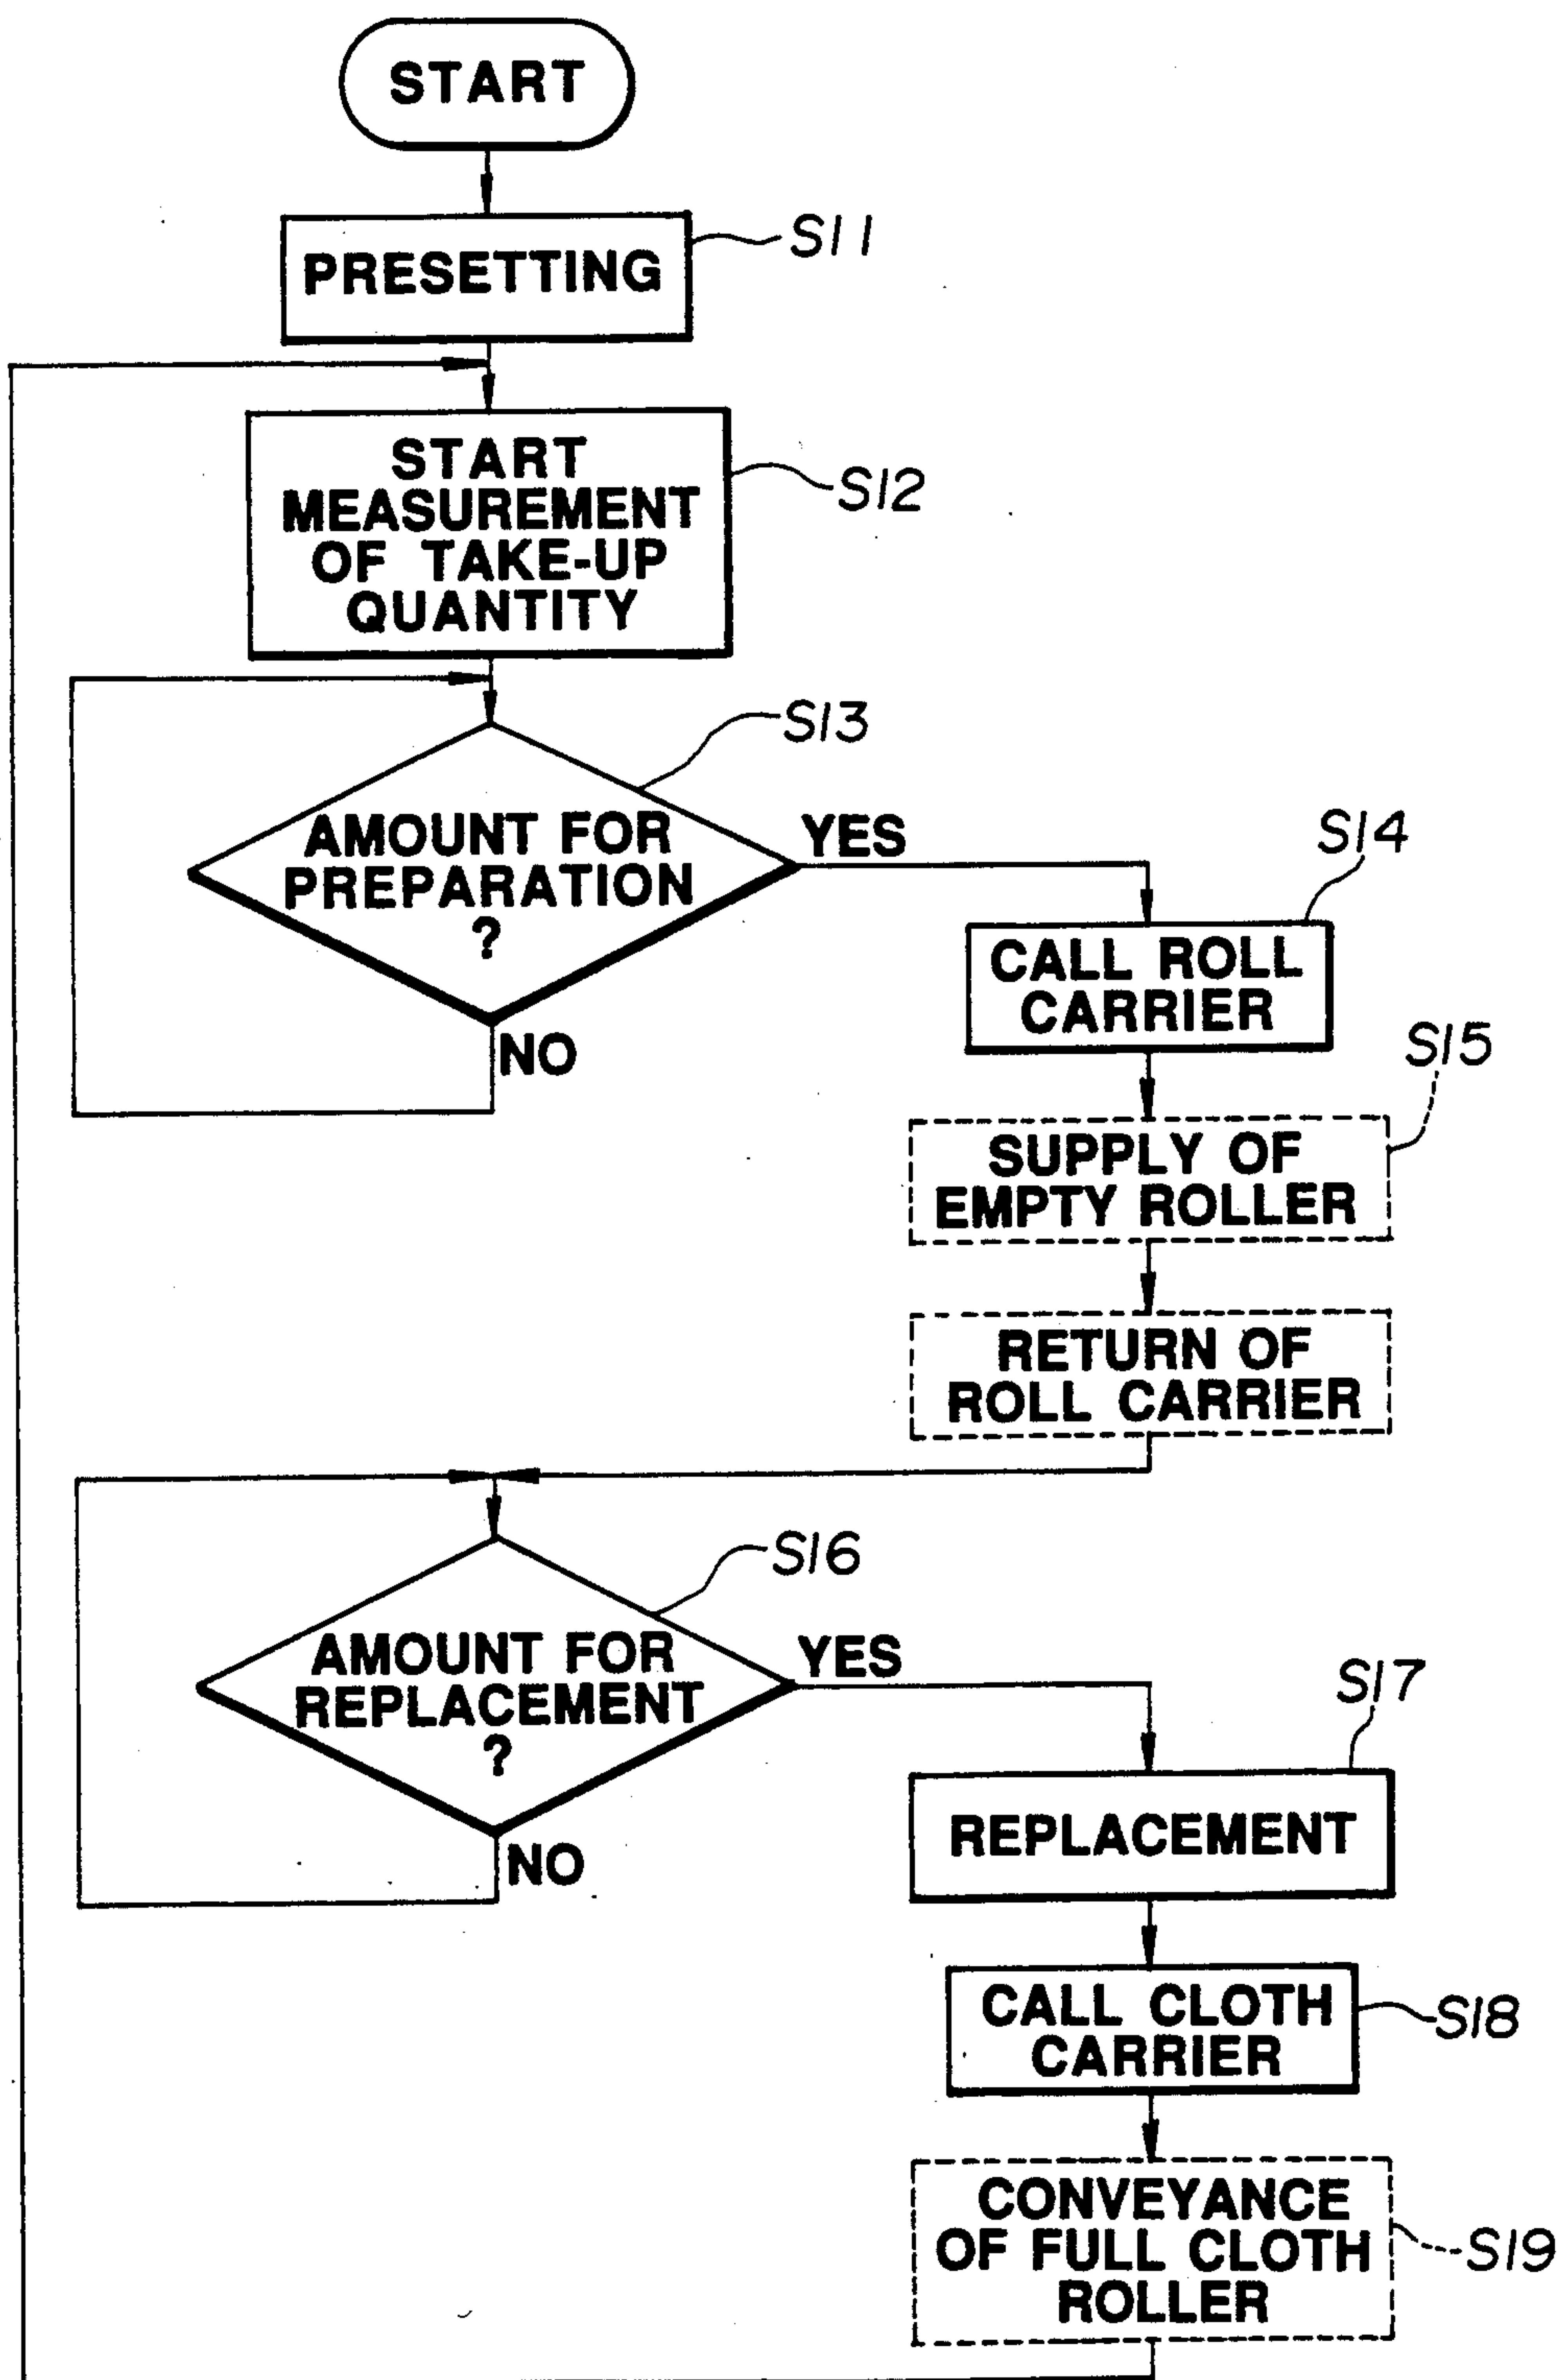 START
PRESETTING
S11
START
MEASUREMENT
OF TAKE-UP
QUANTITY
S12
S13
AMOUNT FOR
PREPARATION
?
YES
NO
S14
CALL ROLL
CARRIER
S15
SUPPLY OF
EMPTY ROLLER
RETURN OF
ROLL CARRIER
S16
AMOUNT FOR
REPLACEMENT
?
YES
NO
S17
REPLACEMENT
CALL CLOTH
CARRIER
S18
CONVEYANCE
OF FULL CLOTH
ROLLER
S19